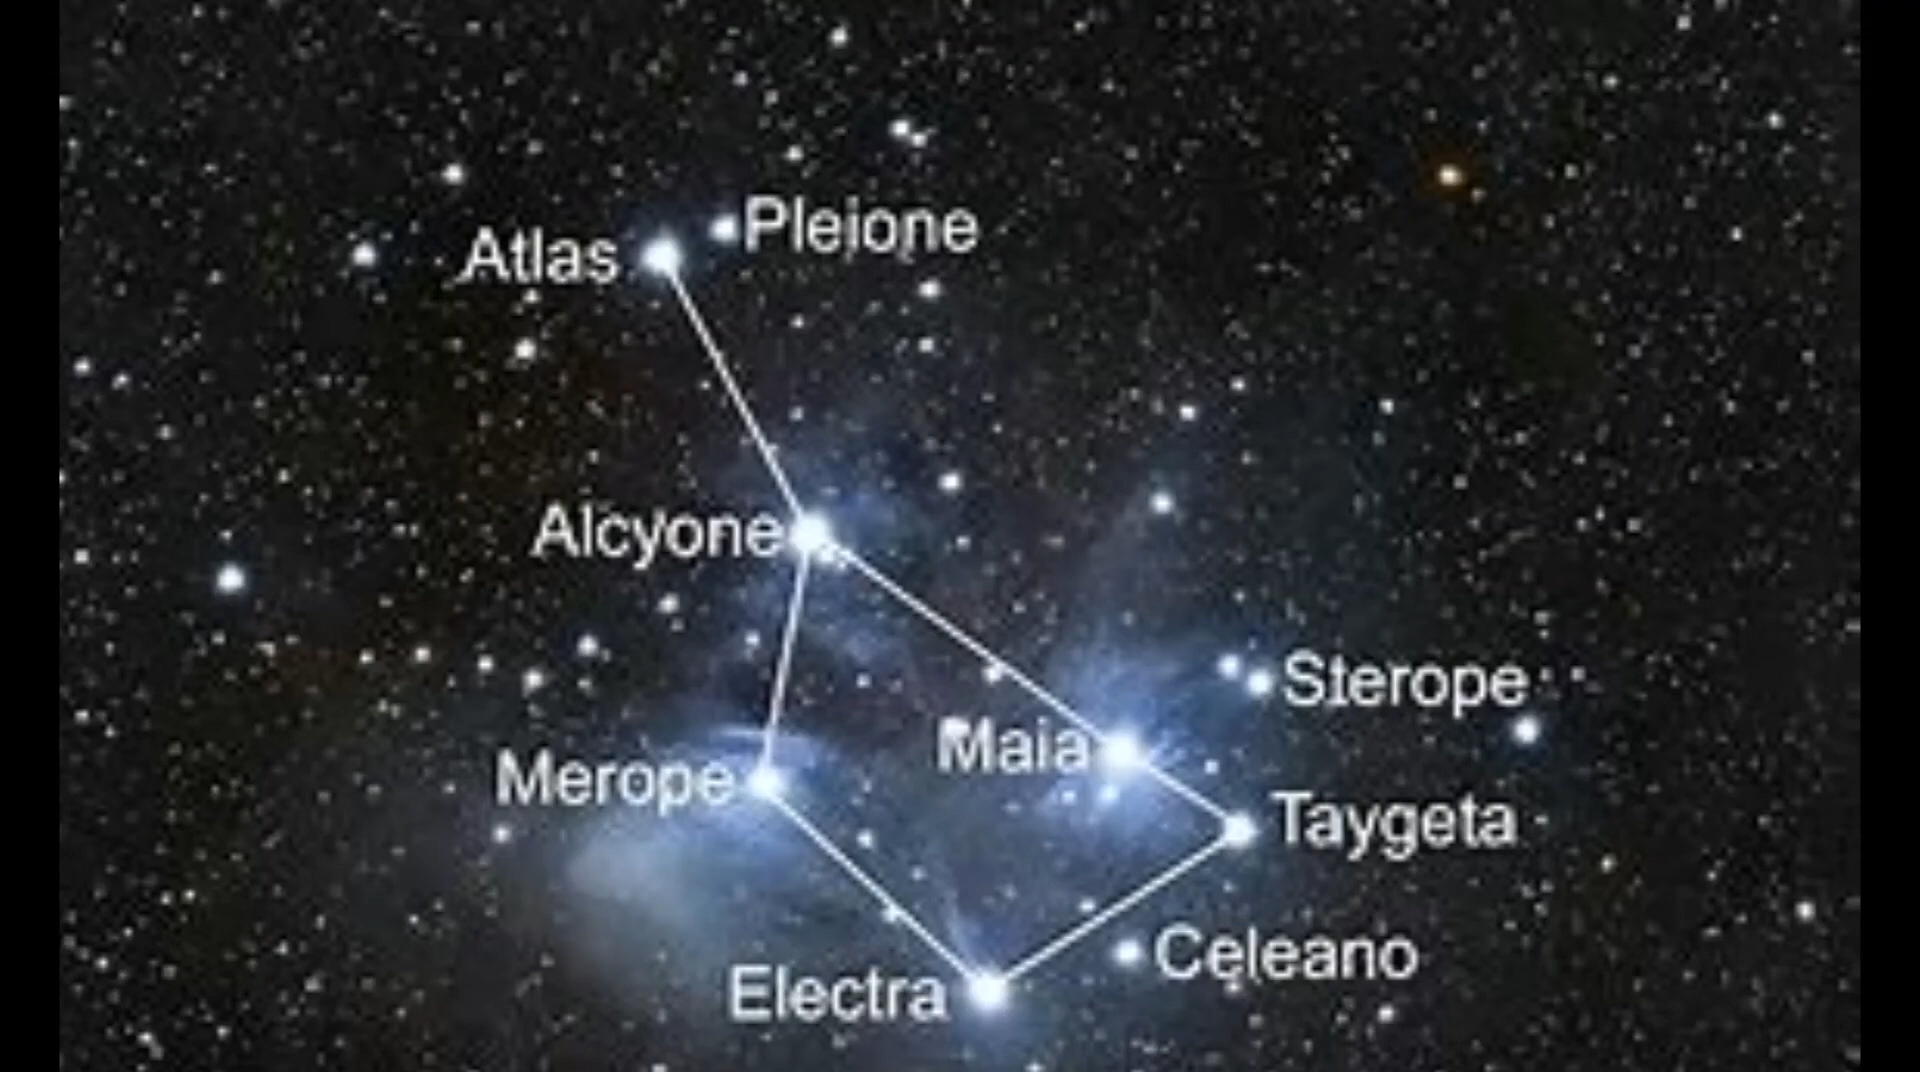 Pleione
Atlas
Alcyone
Sterope
Maia
Merope
Taygeta
Celeano
Electra